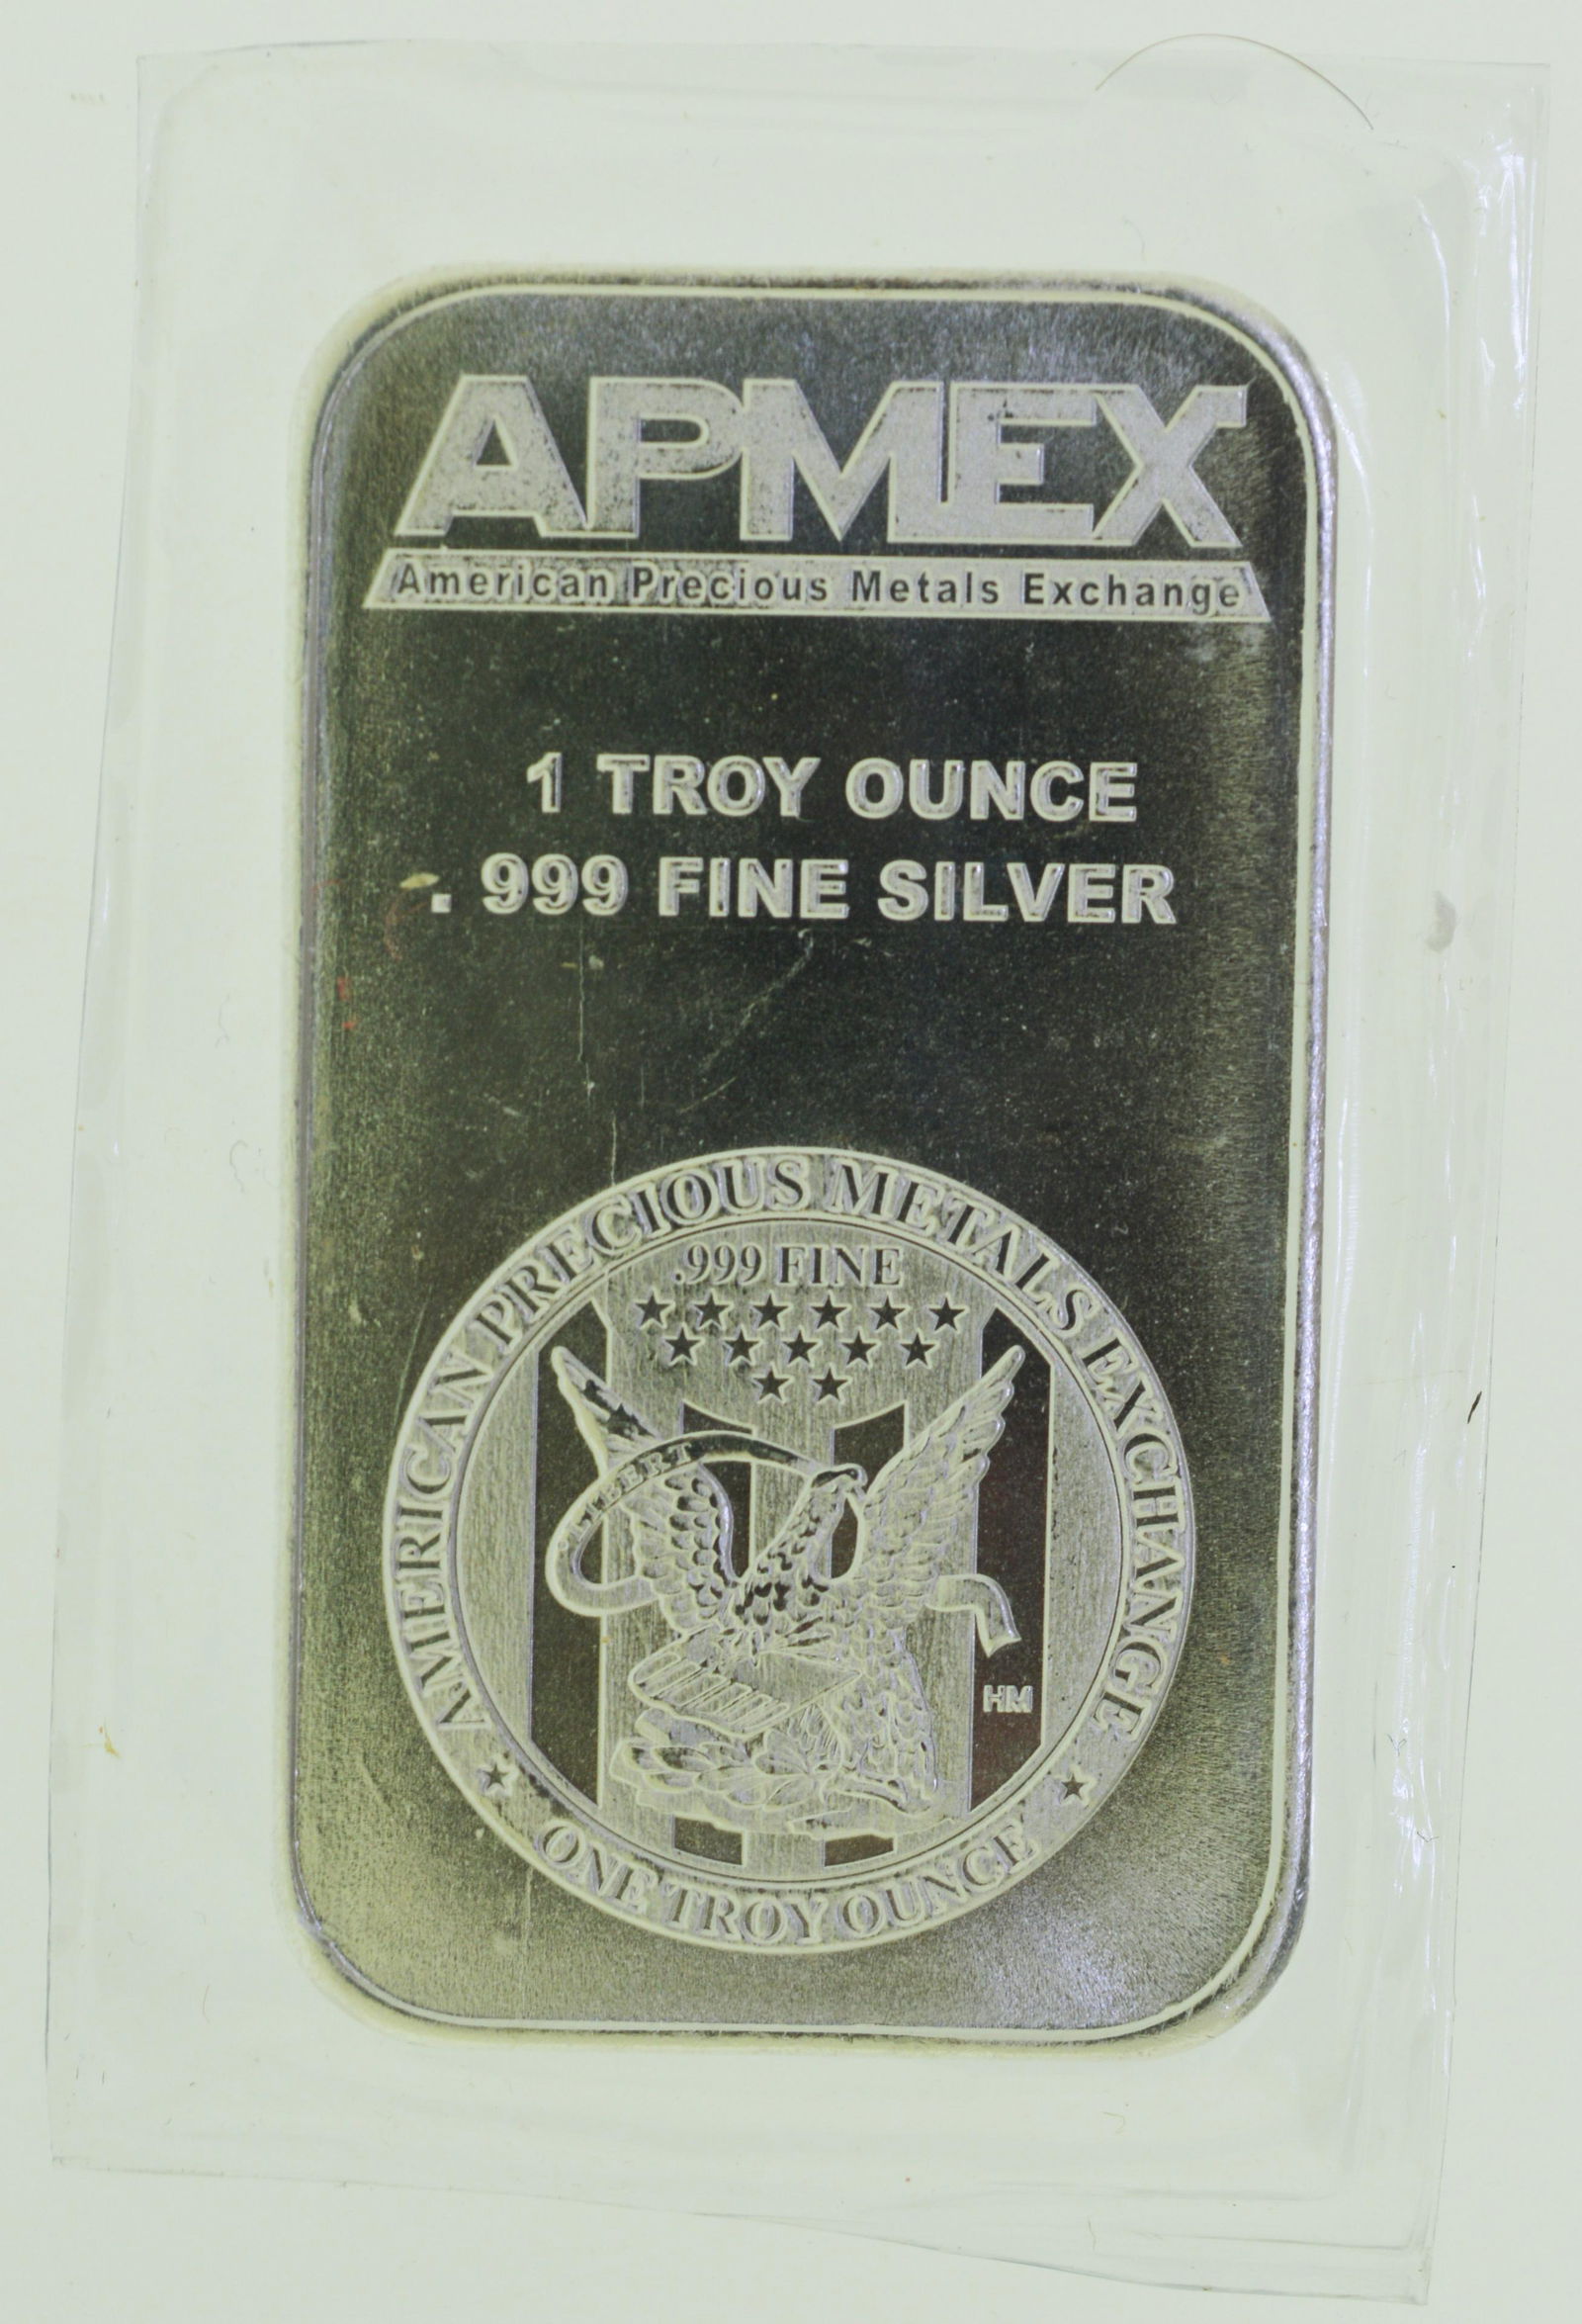 APMEX
American Precious Metals Exchange
1 TROY OUNCE
. 999 FINE SILVER
AMERICAN PRECIOUS METALS EXCHANGE
.999 FINE
LIBERT
HM
ONE TROY OUNCE